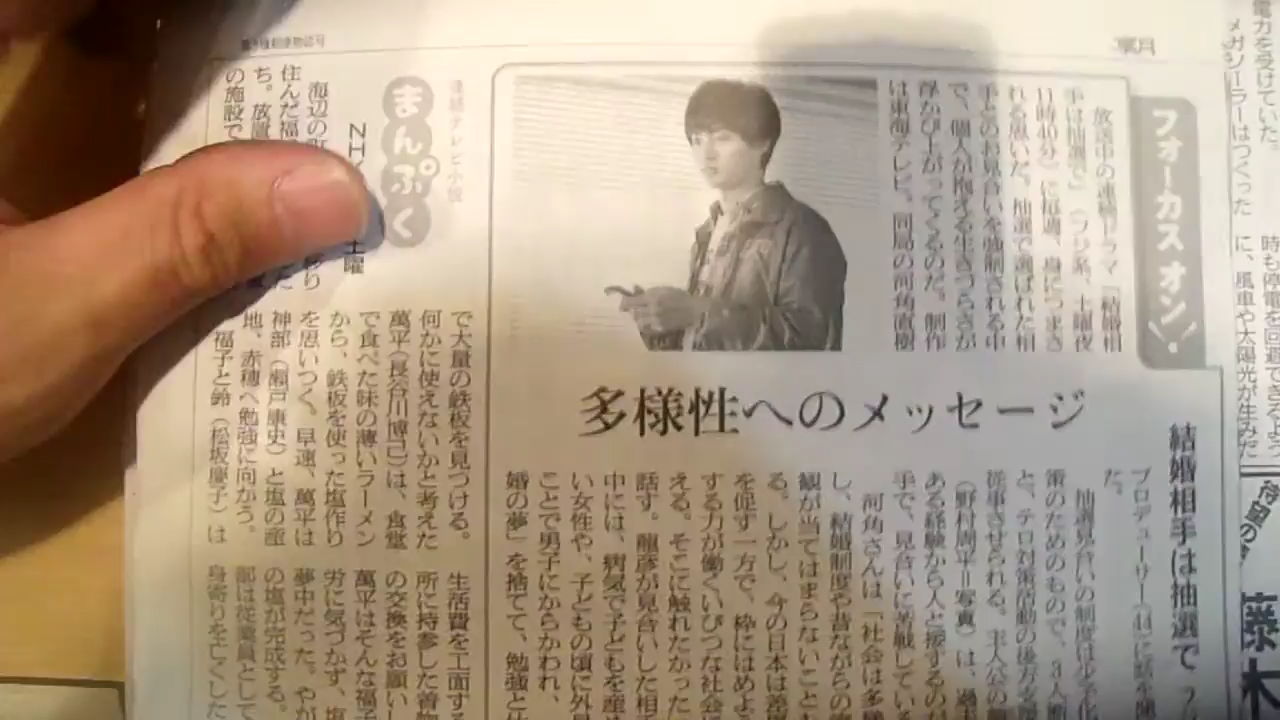 電力を受けていた。
メガソーラーはつくった
時も停電を回避できるよう
に、風車や太陽光が生みだ
フォーカス オン!
放送中の連続ドラマ「結婚相
手は抽選で」(フジ系、土曜夜
11時40分)に毎週、身につまさ
れる思いだ。抽選で選ばれた相
手とのお見合いを強制される中
で、個人が抱える生きづらさが
浮かび上がってくるのだ。制作
は東海テレビ。同局の河角直樹
プロデューサー(44)に話を聞
た。
結婚相手は抽選で
多様性へのメッセージ
抽選見合いの制度は少子化
策のためのもので、3人断
と、テロ対策活動の後方支
従事させられる。主人公の龍
(野村周平=写真)は、過去
ある経験から人と接するのが
手で、見合いに苦戦している
河角さんは「社会は多様
し、結婚制度や昔ながらの
観が当てはまらないことも
る。しかし、今の日本は差
を促す一方で、枠にはめよう
する力が働くいびつな社会に
える。そこに触れたかった
話す。龍彦が見合いした相手
中には、病気で子どもを産め
い女性や、子どもの頃に外見
ことで男子にからかわれ、
婚の夢」を捨てて、勉強と仕
連続テレビ小説
まんぷく
NHK
土曜
海辺の町
住んだ福
ち。放置
の施設で
で大量の鉄板を見つける。
何かに使えないかと考えた
萬平(長谷川博己)は、食堂
で食べた味の薄いラーメン
から、鉄板を使った塩作り
を思いつく。早速、萬平は
神部(瀬戸康史)と塩の産
地、赤穂へ勉強に向かう。
福子と鈴(松坂慶子)は
生活費を工面する
所に持参した着物
の交換をお願いし
萬平はそんな福子
労に気づかず、塩
夢中だった。やが
の塩が完成する。
部は従業員として
身寄りを亡くした